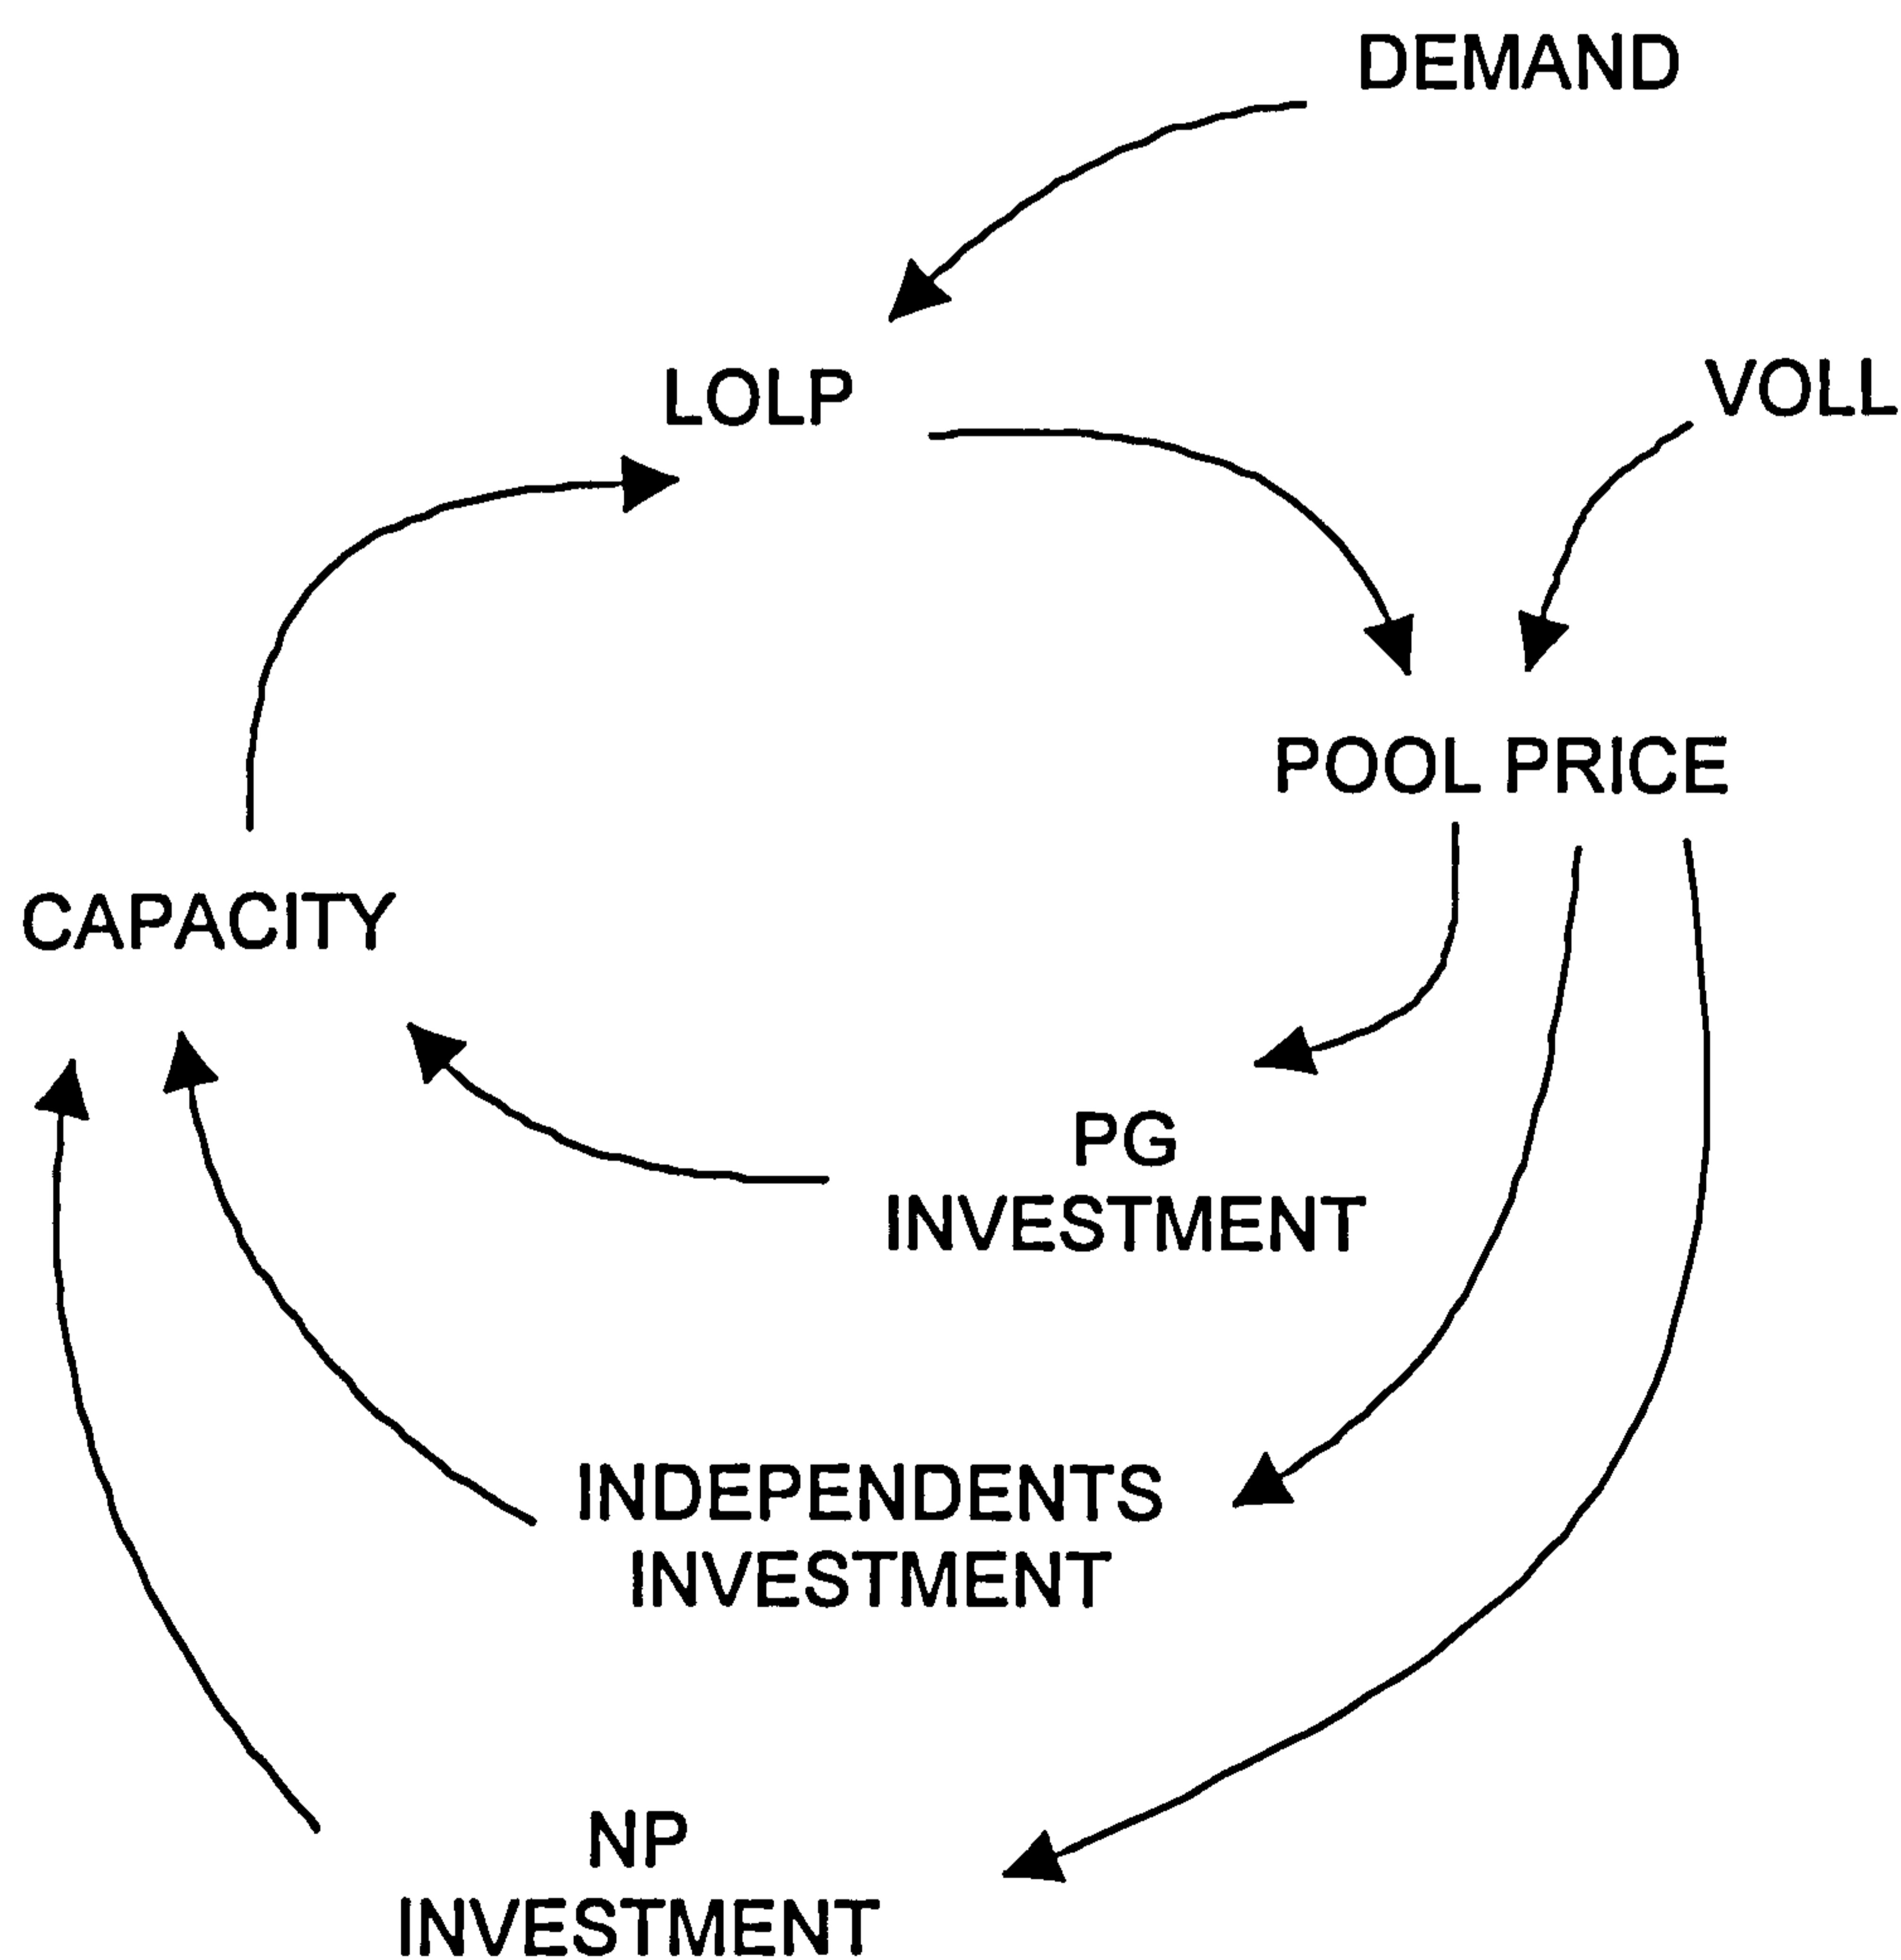 DEMAND
LOLP
VOLL
POOL PRICE
CAPACITY
PG
INVESTMENT
INDEPENDENTS
INVESTMENT
NP
INVESTMENT